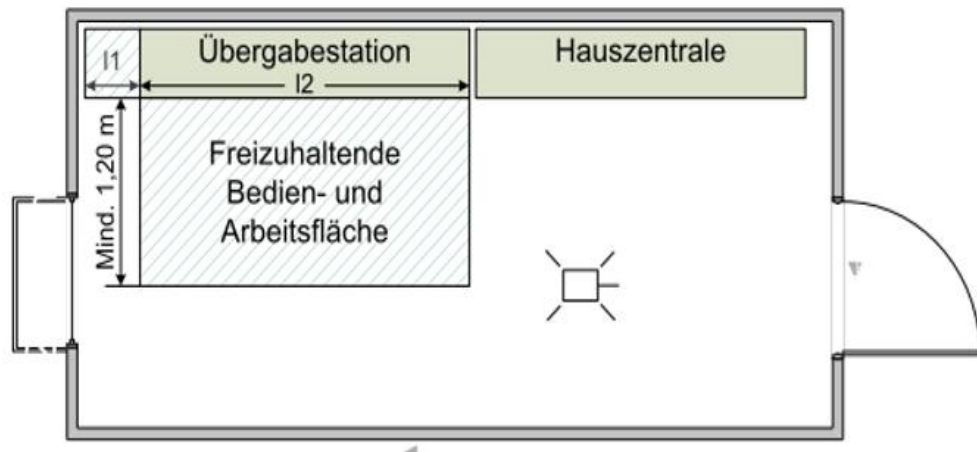 l1
Übergabestation
l2
Hauszentrale
Mind. 1,20 m
Freizuhaltende
Bedien- und
Arbeitsfläche